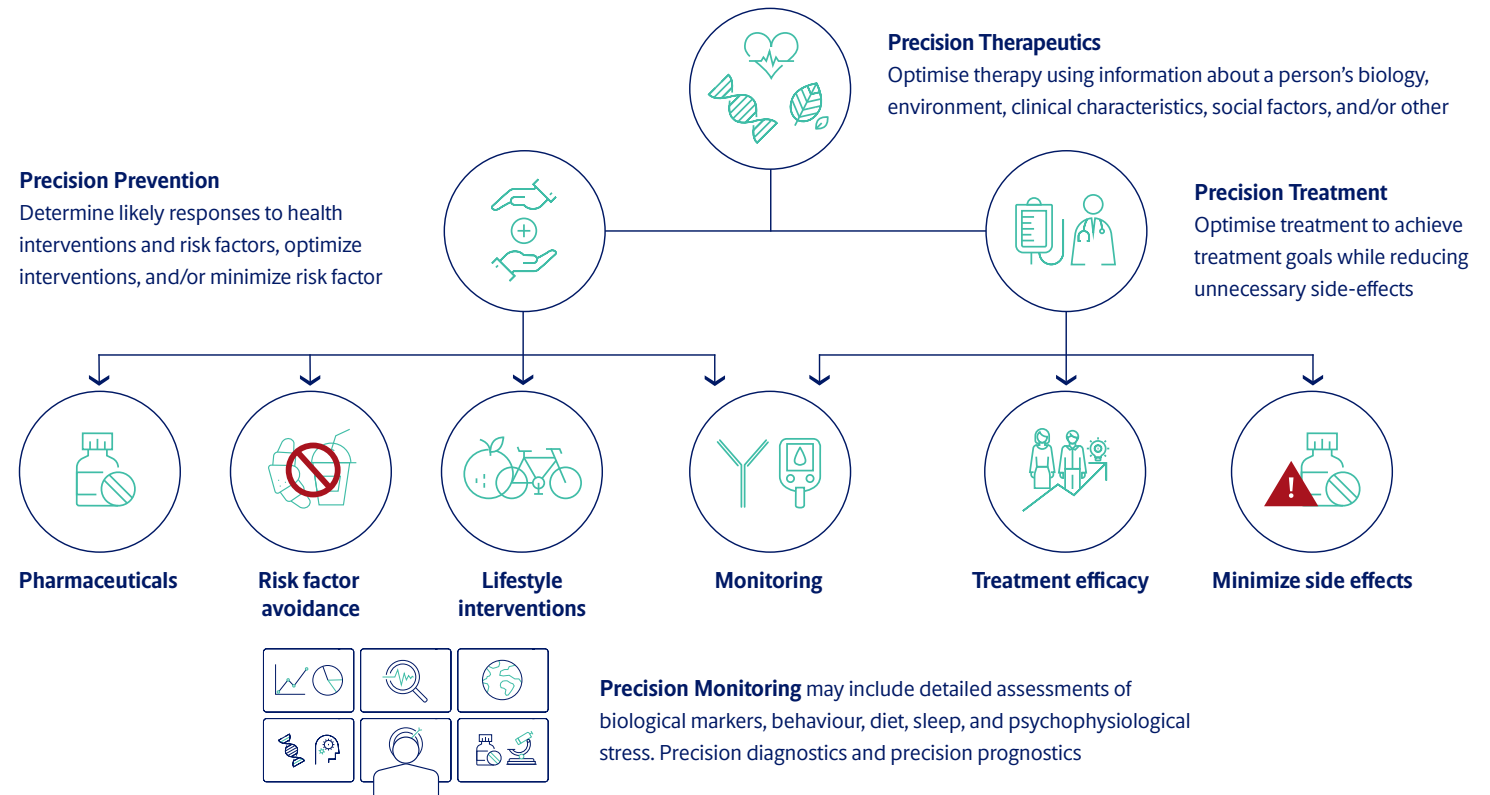 Precision Therapeutics
Optimise therapy using information about a person's biology,
environment, clinical characteristics, social factors, and/or other
Precision Prevention
Determine likely responses to health
interventions and risk factors, optimize
interventions, and/or minimize risk factor
Precision Treatment
Optimise treatment to achieve
treatment goals while reducing
unnecessary side-effects
Pharmaceuticals
Risk factor
avoidance
Lifestyle
interventions
Monitoring
Treatment efficacy
Minimize side effects
Precision Monitoring may include detailed assessments of
biological markers, behaviour, diet, sleep, and psychophysiological
stress. Precision diagnostics and precision prognostics